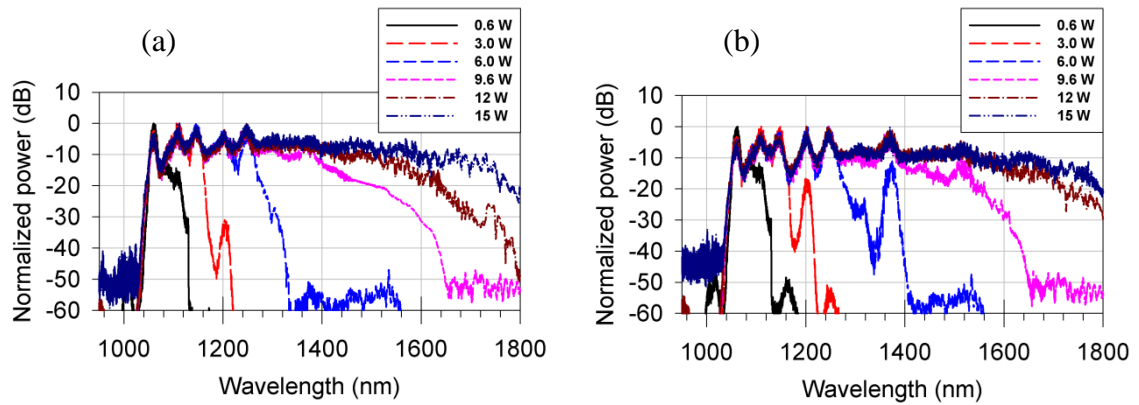 (a)
0.6 W
3.0 W
6.0 W
9.6 W
12 W
15 W
Normalized power (dB)
10
0
-10
-20
-30
-40
-50
-60
1000
1200
1400
1600
1800
Wavelength (nm)
(b)
0.6 W
3.0 W
6.0 W
9.6 W
12 W
15 W
Normalized power (dB)
10
0
-10
-20
-30
-40
-50
-60
1000
1200
1400
1600
1800
Wavelength (nm)